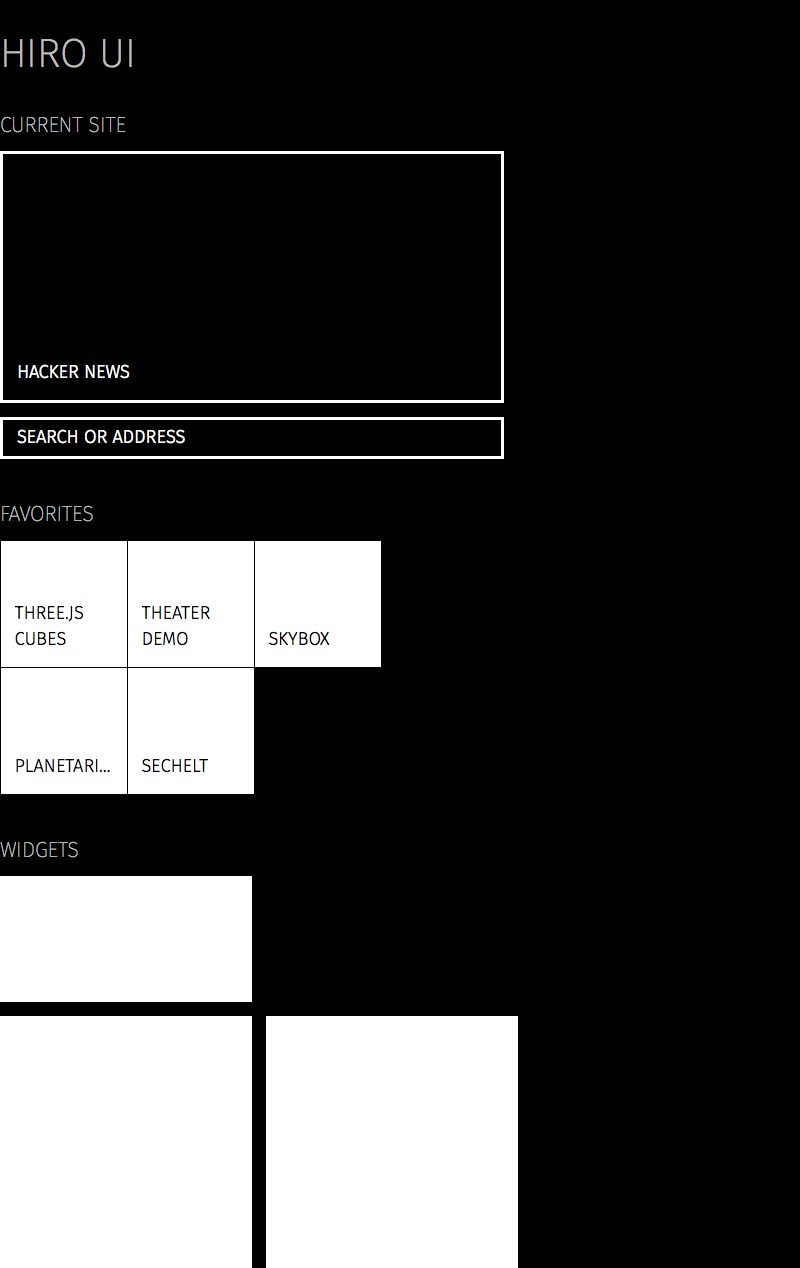 HIRO UI
CURRENT SITE
HACKER NEWS
SEARCH OR ADDRESS
FAVORITES
THREE.JS
CUBES
THEATER
DEMO
SKYBOX
PLANETARI...
SECHELT
WIDGETS